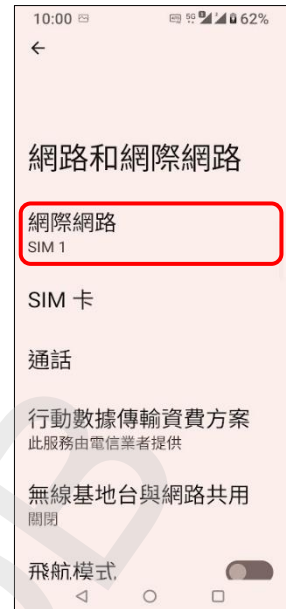 10:00 5G 62%
網路和網際網路
網際網路
SIM 1
SIM 卡
通話
行動數據傳輸資費方案
此服務由電信業者提供
無線基地台與網路共用
關閉
飛航模式